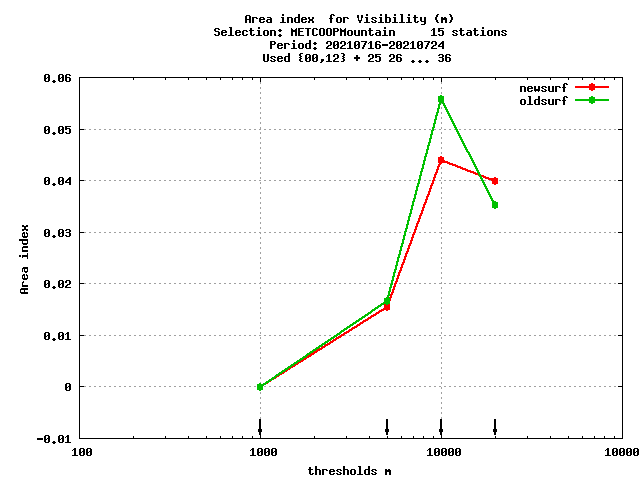 Area index  for Visibility (m)
Selection: METCOOPMountain     15 stations
Period: 20210716-20210724
Used {00,12} + 25 26 ... 36
newsurf
oldsurf
0.06
0.05
0.04
0.03
0.02
0.01
0
-0.01
Area index
100 1000 10000 10000
thresholds m